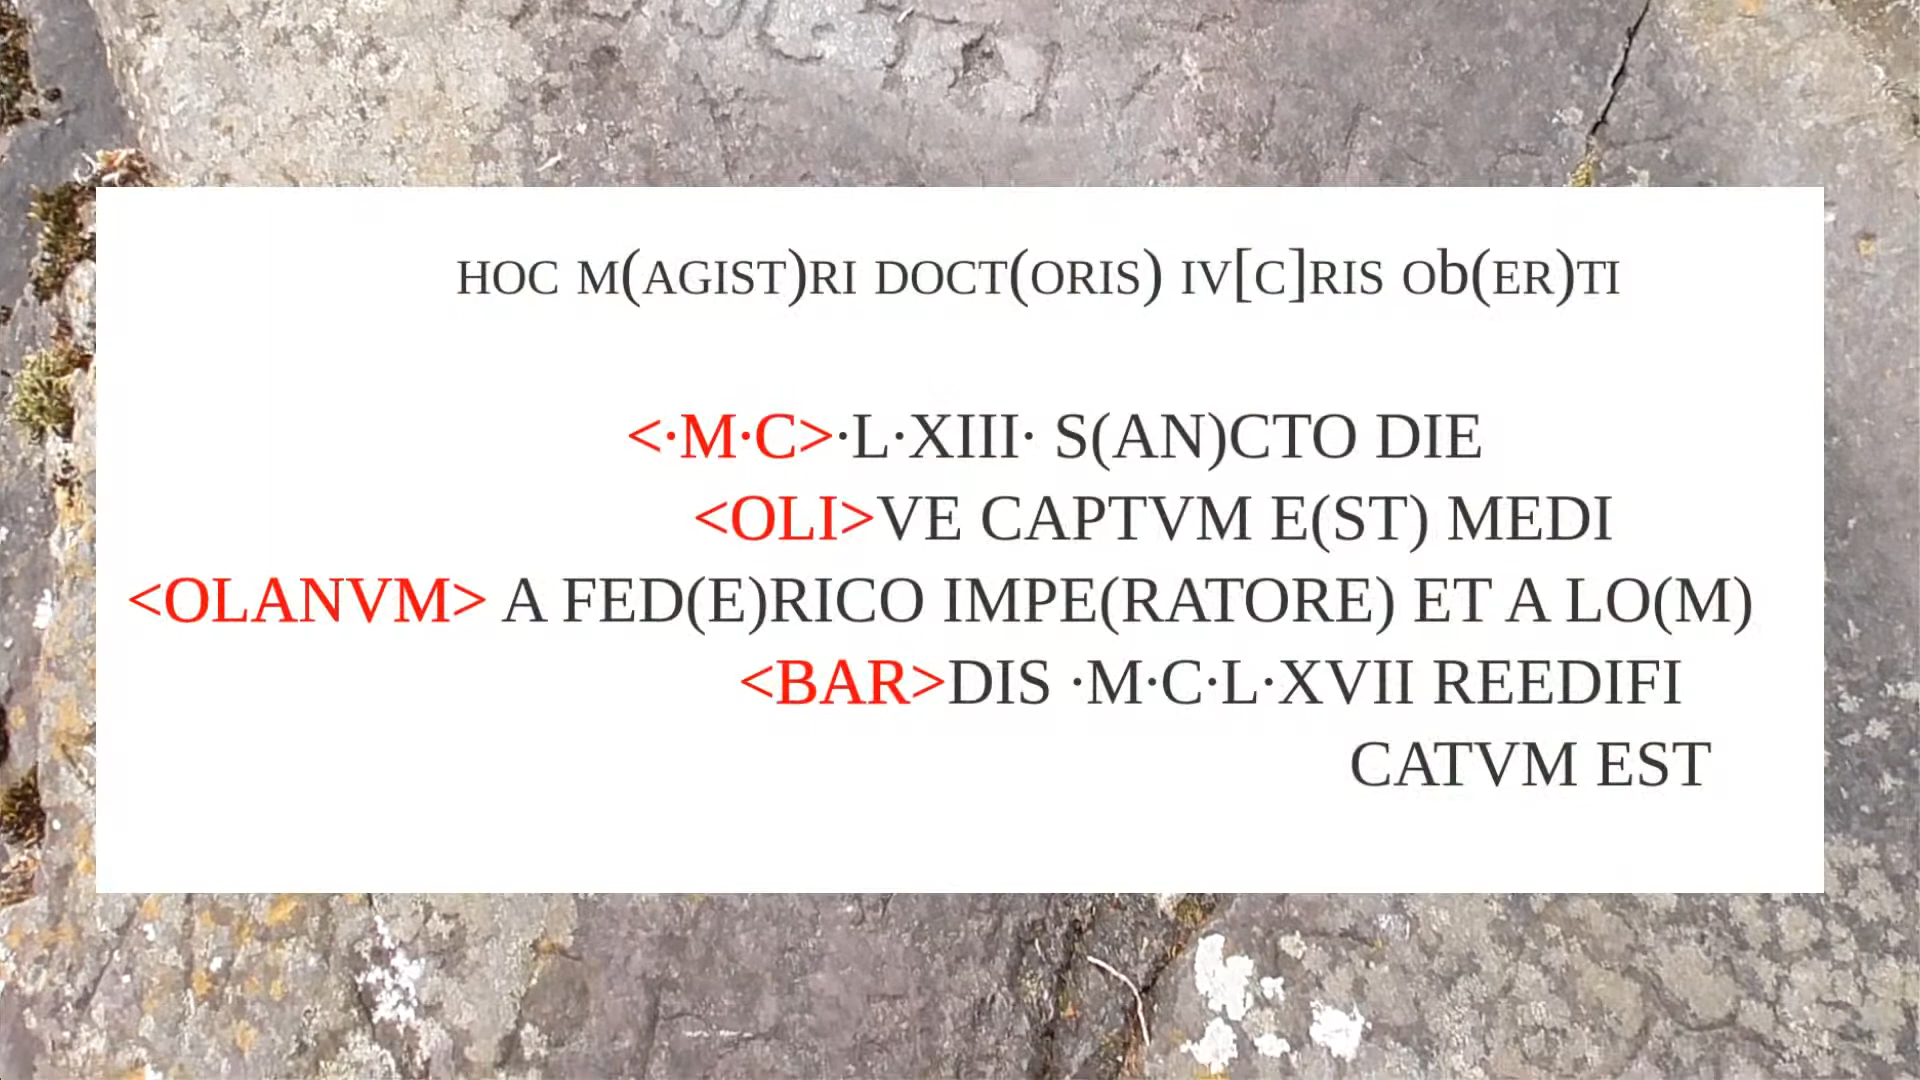 HOC M(AGIST)RI DOCT(ORIS) IV[C]RIS Ob(ER)TI
<·M·C>·L·XIII· S(AN)CTO DIE
<OLI>VE CAPTVM E(ST) MEDI
<OLANVM> A FED(E)RICO IMPE(RATORE) ET A LO(M)
<BAR>DIS ·M·C·L·XVII REEDIFI
CATVM EST